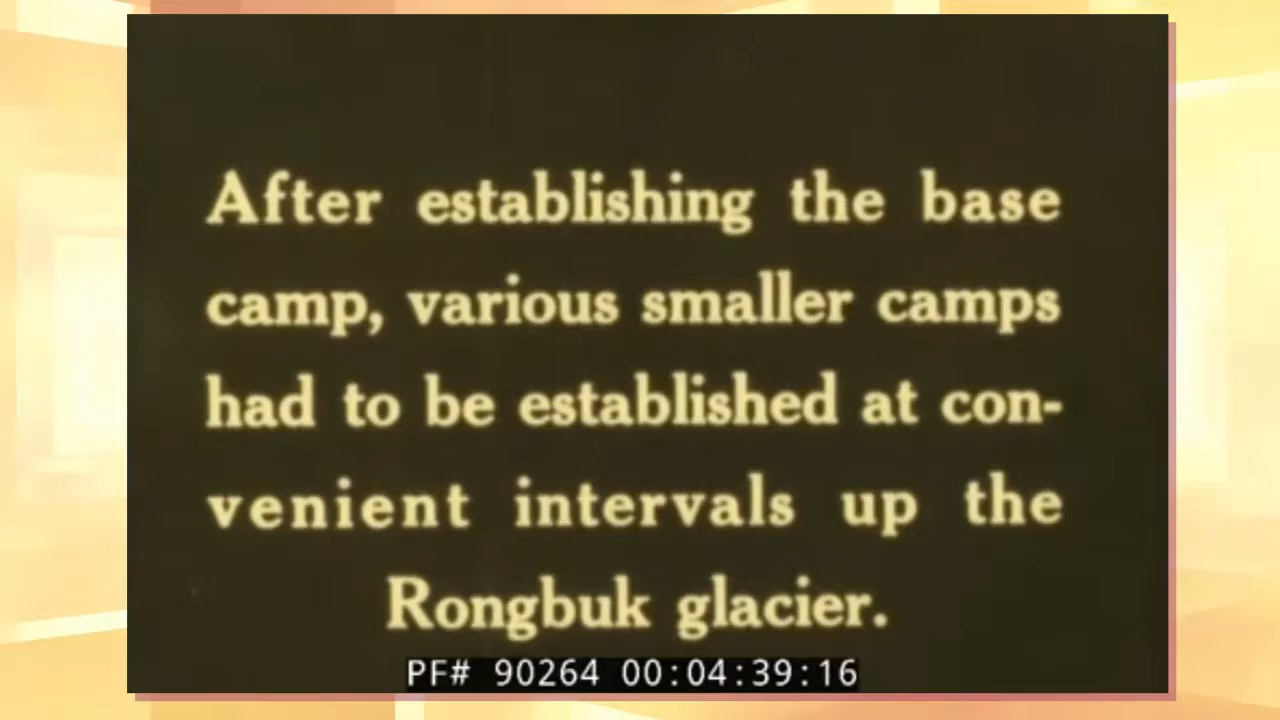 After establishing the base
camp, various smaller camps
had to be established at con-
venient intervals up the
Rongbuk glacier.
PF# 90264 00:04:39:16